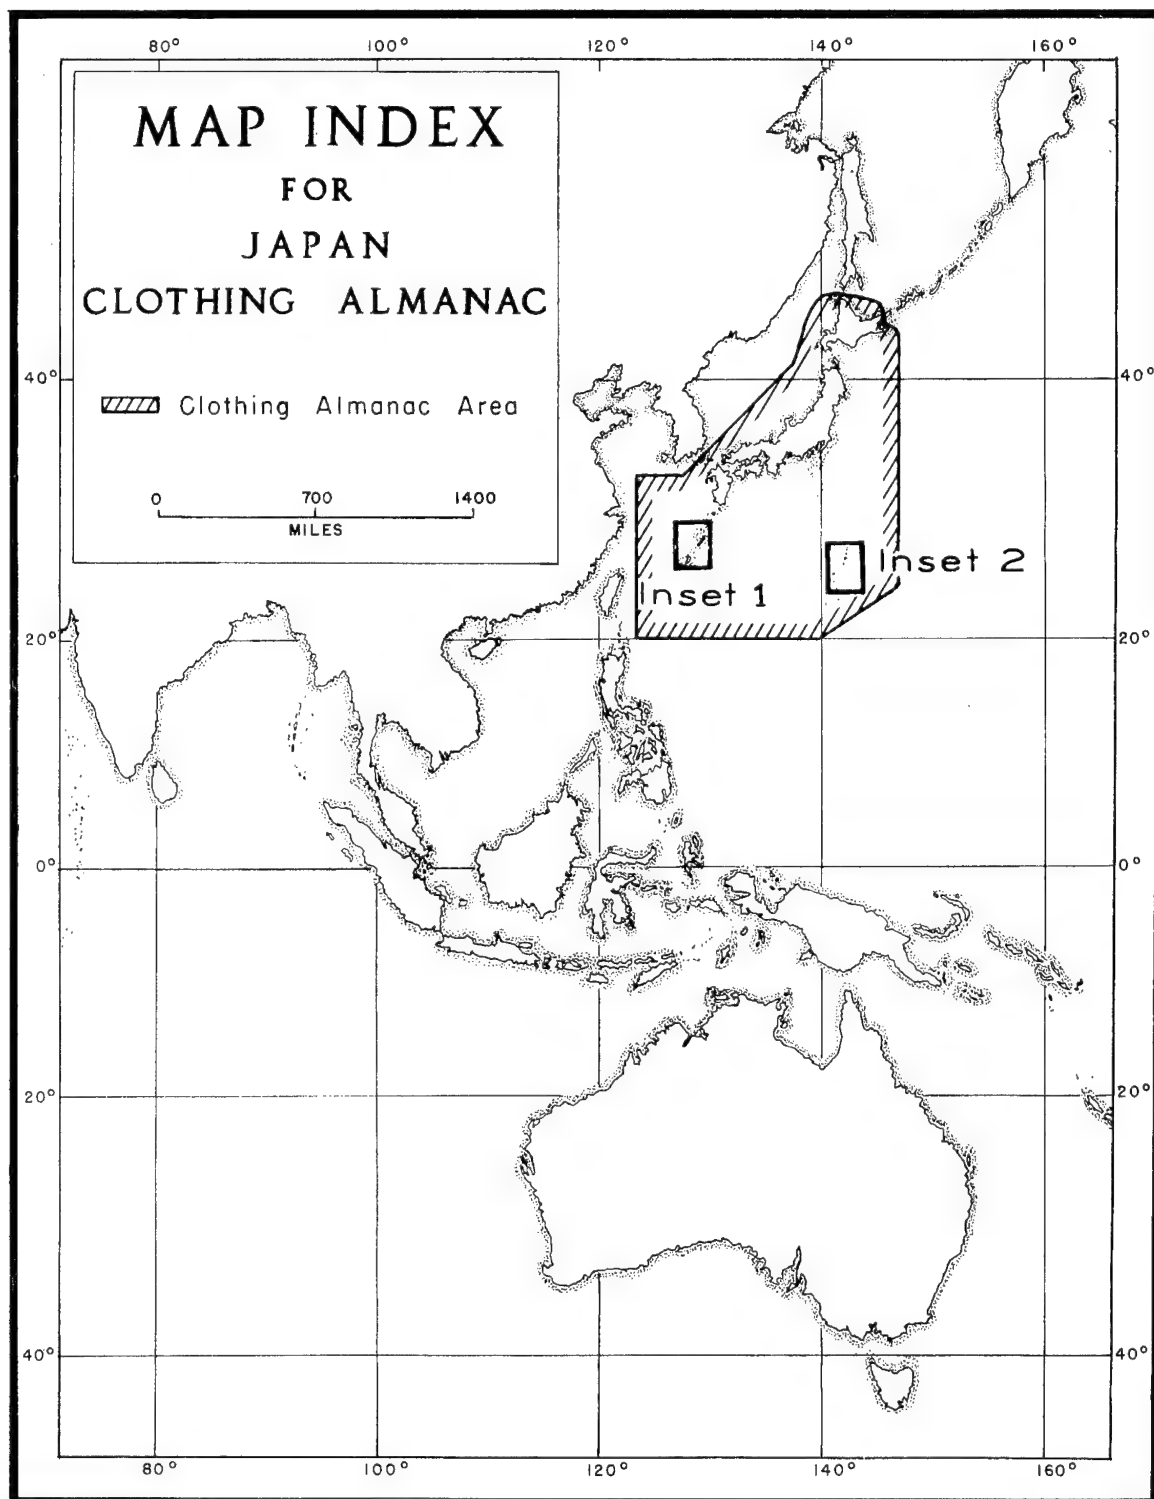 80° 100° 120° 140° 160°
MAP INDEX
FOR
JAPAN
CLOTHING ALMANAC
40° 40°
Clothing Almanac Area
0 700 1400
MILES
Inset 2
Inset 1
20° 20°
0° 0°
20° 20°
40° 40°
80° 100° 120° 140° 160°